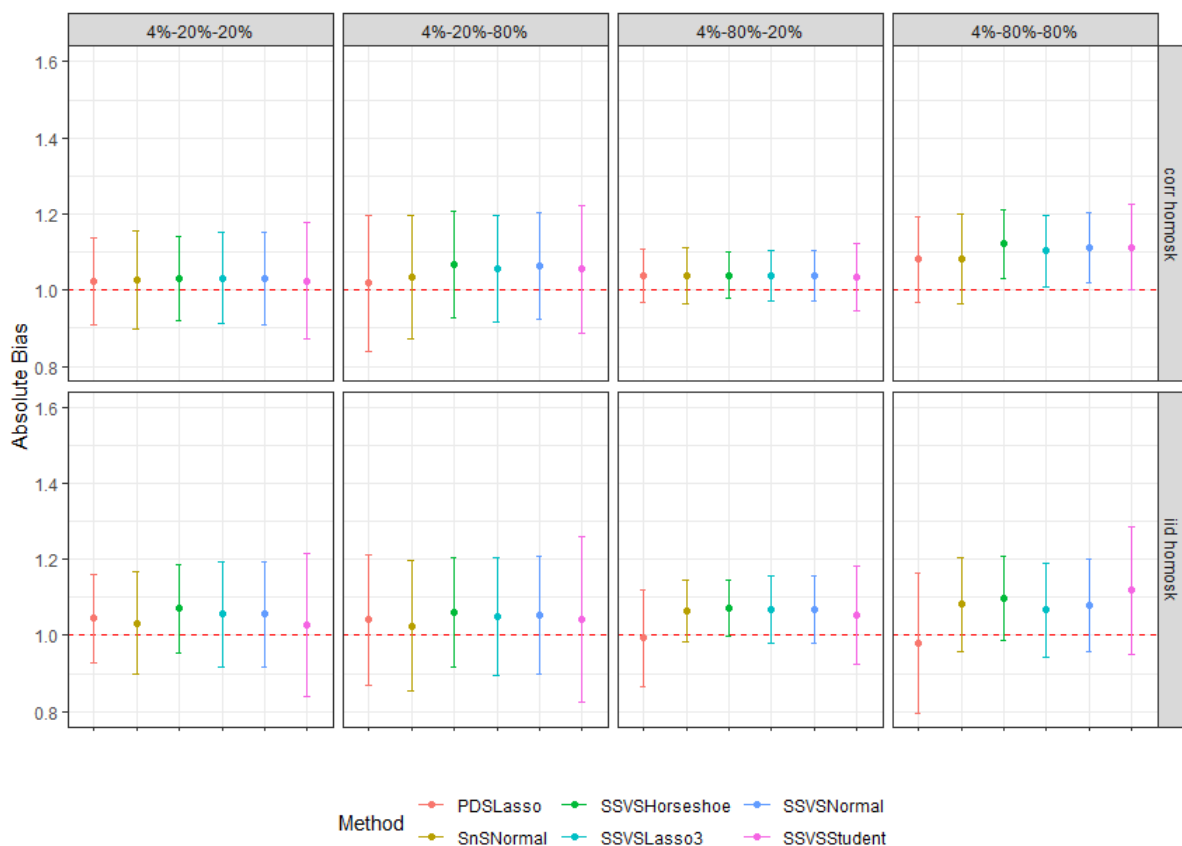 4%-20%-20%
4%-20%-80%
4%-80%-20%
4%-80%-80%
1.6
1.4
1.2
1.0
0.8
corr homosk
Absolute Bias
1.6
1.4
1.2
1.0
0.8
iid homosk
Method
PDSLasso
SSVSHorseshoe
SSVSNormal
SnSNormal
SSVSLasso3
SSVSStudent